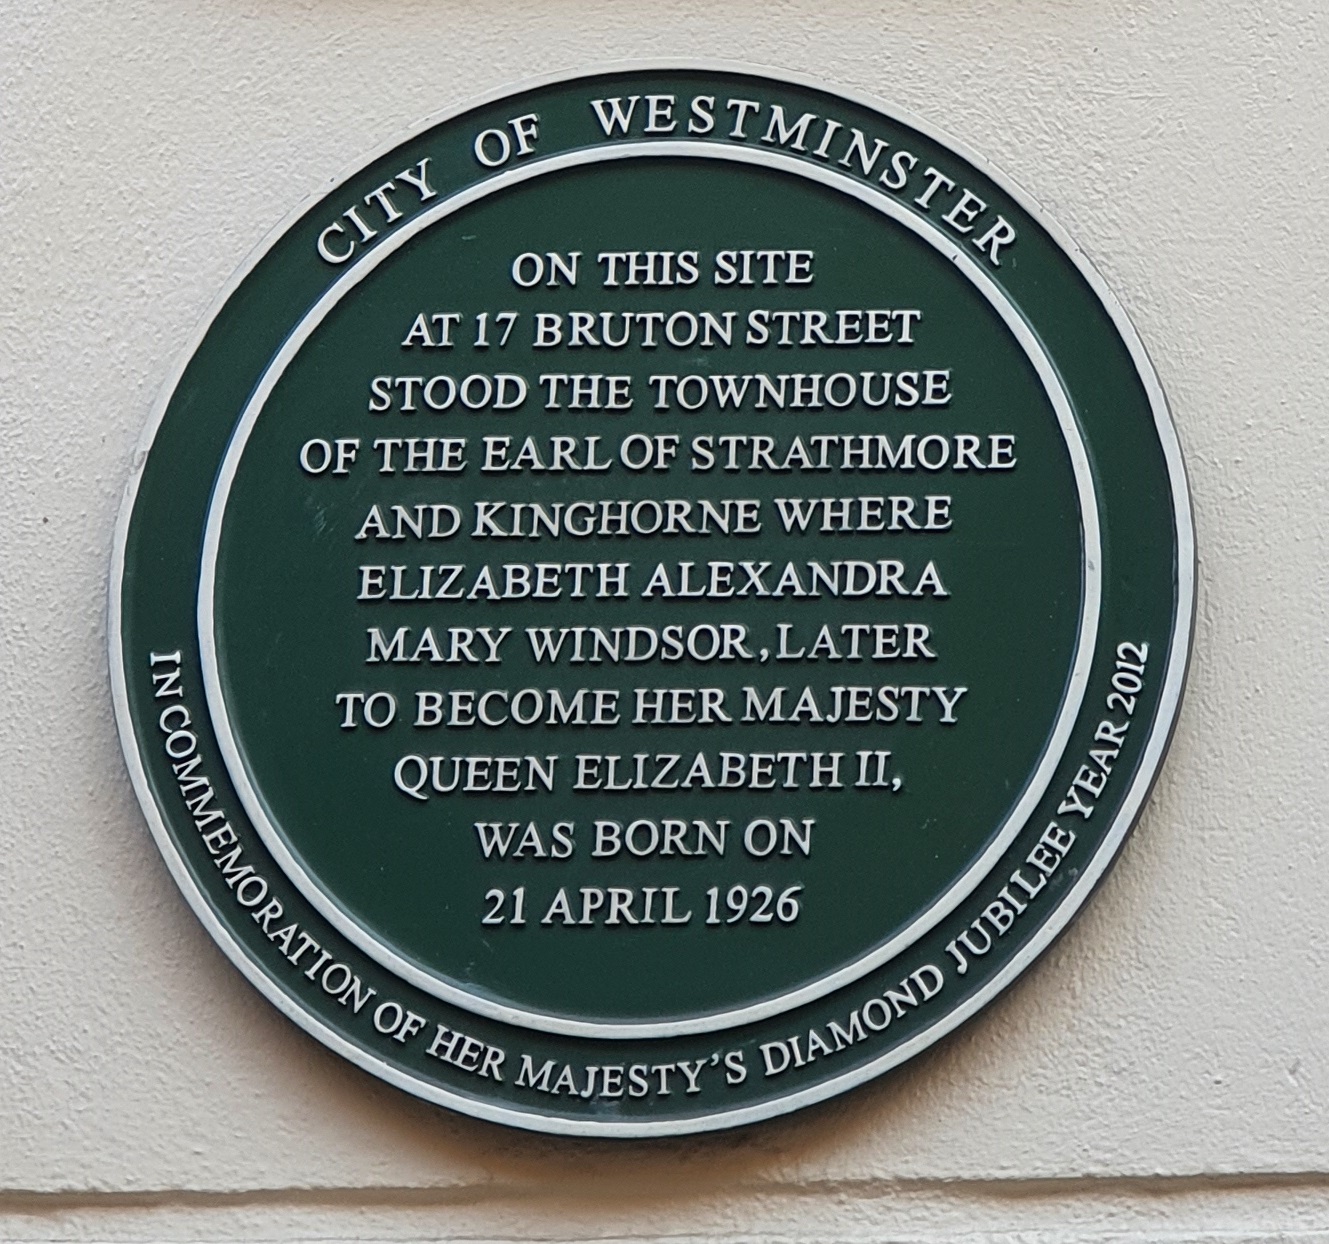 CITY OF WESTMINSTER
ON THIS SITE
AT 17 BRUTON STREET
STOOD THE TOWNHOUSE
OF THE EARL OF STRATHMORE
AND KINGHORNE WHERE
ELIZABETH ALEXANDRA
MARY WINDSOR, LATER
TO BECOME HER MAJESTY
QUEEN ELIZABETH II,
WAS BORN ON
21 APRIL 1926
IN COMMEMORATION OF HER MAJESTY'S DIAMOND JUBILEE YEAR 2012